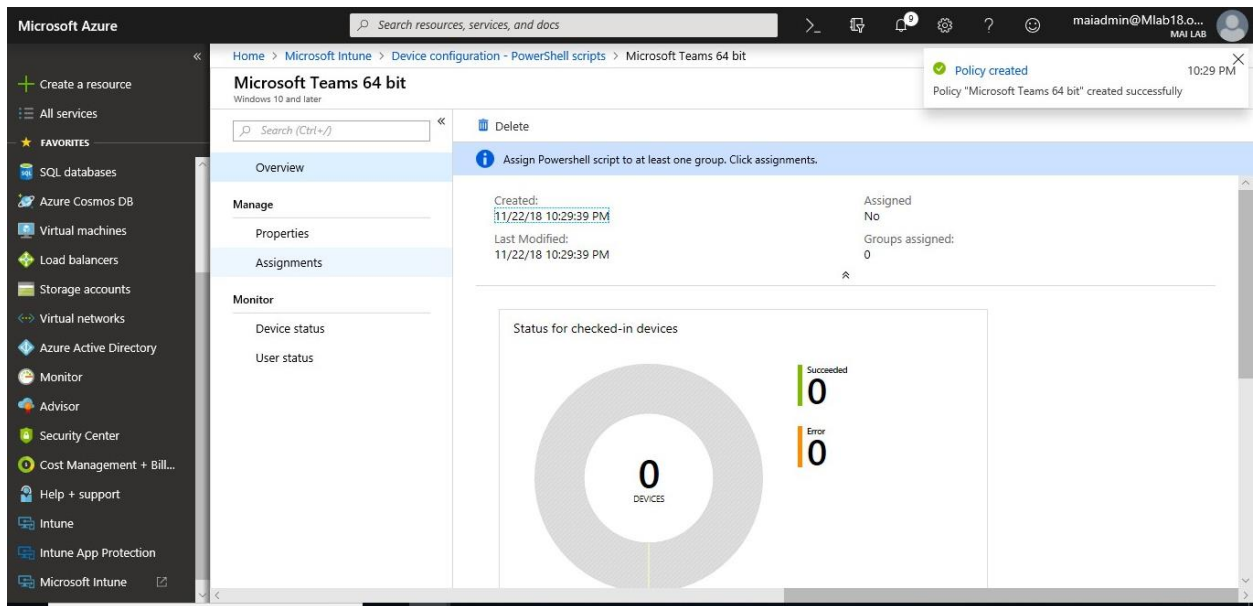 Microsoft Azure
Search resources, services, and docs
9
maiadmin@Mlab18.o...
MAI LAB
Create a resource
All services
FAVORITES
SQL databases
Azure Cosmos DB
Virtual machines
Load balancers
Storage accounts
Virtual networks
Azure Active Directory
Monitor
Advisor
Security Center
Cost Management + Bill...
Help + support
Intune
Intune App Protection
Microsoft Intune
Home > Microsoft Intune > Device configuration - PowerShell scripts > Microsoft Teams 64 bit
Microsoft Teams 64 bit
Windows 10 and later
Policy created 10:29 PM
Policy "Microsoft Teams 64 bit" created successfully
Search (Ctrl+/)
Overview
Manage
Properties
Assignments
Monitor
Device status
User status
Delete
Assign Powershell script to at least one group. Click assignments.
Created:
11/22/18 10:29:39 PM
Last Modified:
11/22/18 10:29:39 PM
Assigned
No
Groups assigned:
0
Status for checked-in devices
0
DEVICES
Succeeded
0
Error
0